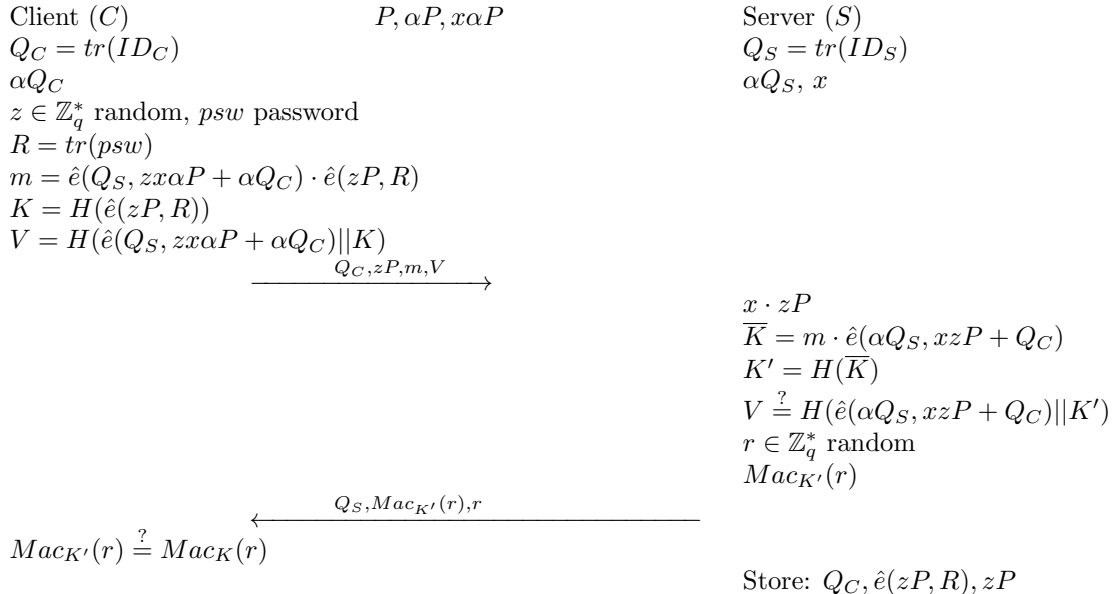 Client (C) P, αP, xαP Server (S)
Q_C = tr(ID_C) Q_S = tr(ID_S)
αQ_C αQ_S, x
z ∈ ℤ*_q random, psw password
R = tr(psw)
m = ê(Q_S, zxαP + αQ_C) · ê(zP, R)
K = H(ê(zP, R))
V = H(ê(Q_S, zxαP + αQ_C)||K)
Q_C,zP,m,V
x · zP
K̅ = m · ê(αQ_S, xzP + Q_C)
K′ = H(K̅)
V ≟ H(ê(αQ_S, xzP + Q_C)||K′)
r ∈ ℤ*_q random
Mac_K′(r)
Q_S,Mac_K′(r),r
Mac_K′(r) ≟ Mac_K(r)
Store: Q_C, ê(zP, R), zP